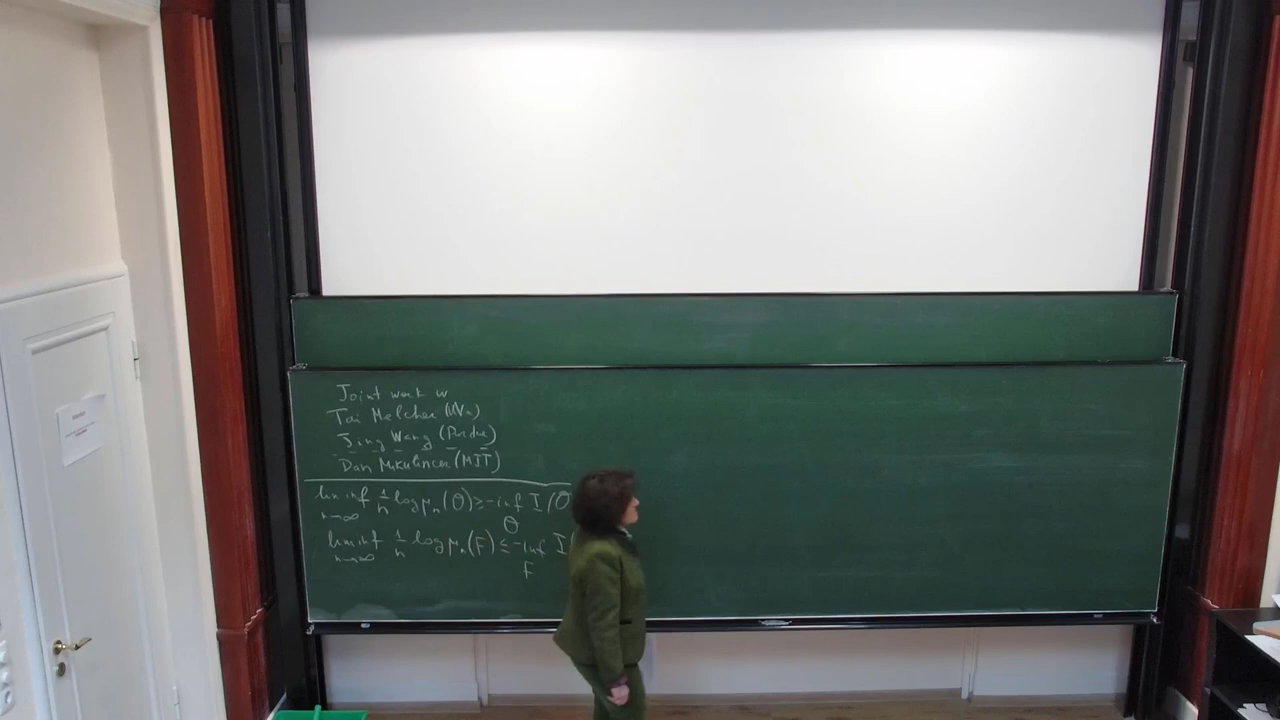 Joint work w
Tai Melcher (UVa)
Jing Wang (Purdue)
Dan Mikulincer (MIT)
lim inf n→∞ 1/n log μn(O) ≥ -inf O I(O
lim inf n→∞ 1/n log μn(F) ≤ -inf F I